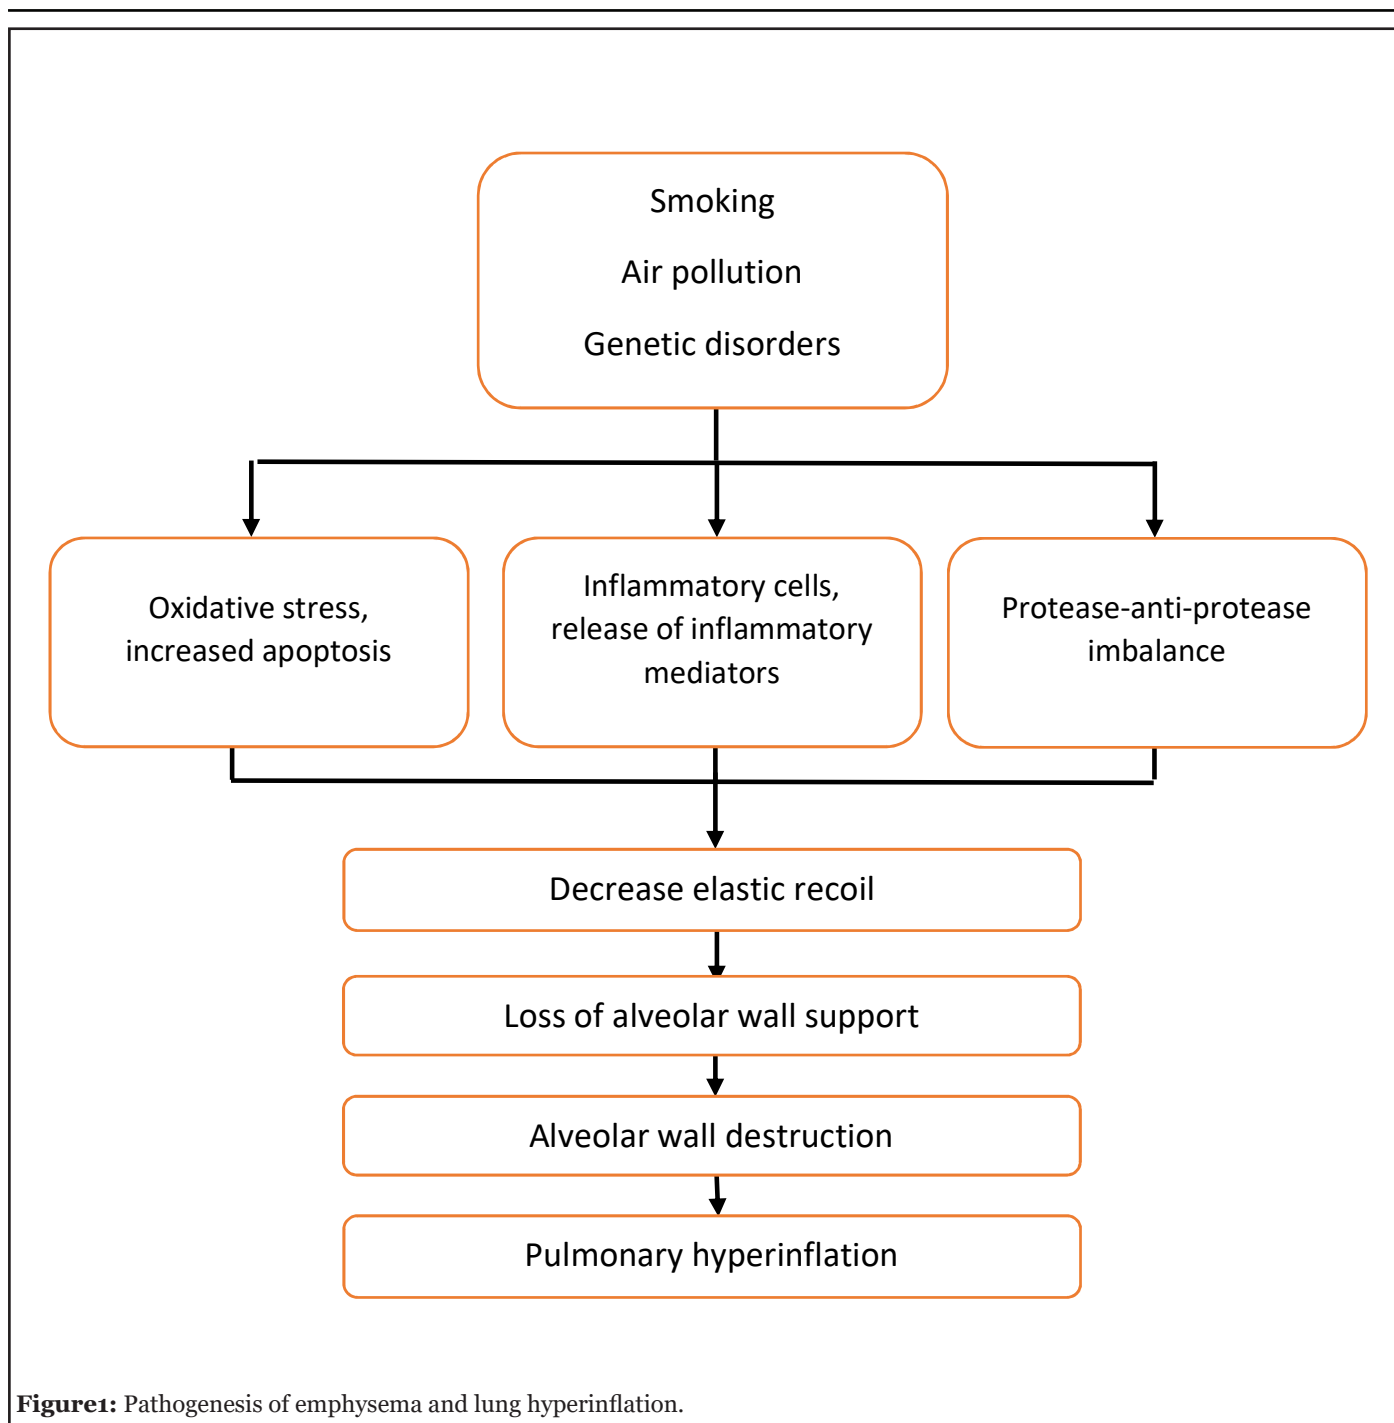 Smoking
Air pollution
Genetic disorders
Oxidative stress,
increased apoptosis
Inflammatory cells,
release of inflammatory
mediators
Protease-anti-protease
imbalance
Decrease elastic recoil
Loss of alveolar wall support
Alveolar wall destruction
Pulmonary hyperinflation
Figure1: Pathogenesis of emphysema and lung hyperinflation.